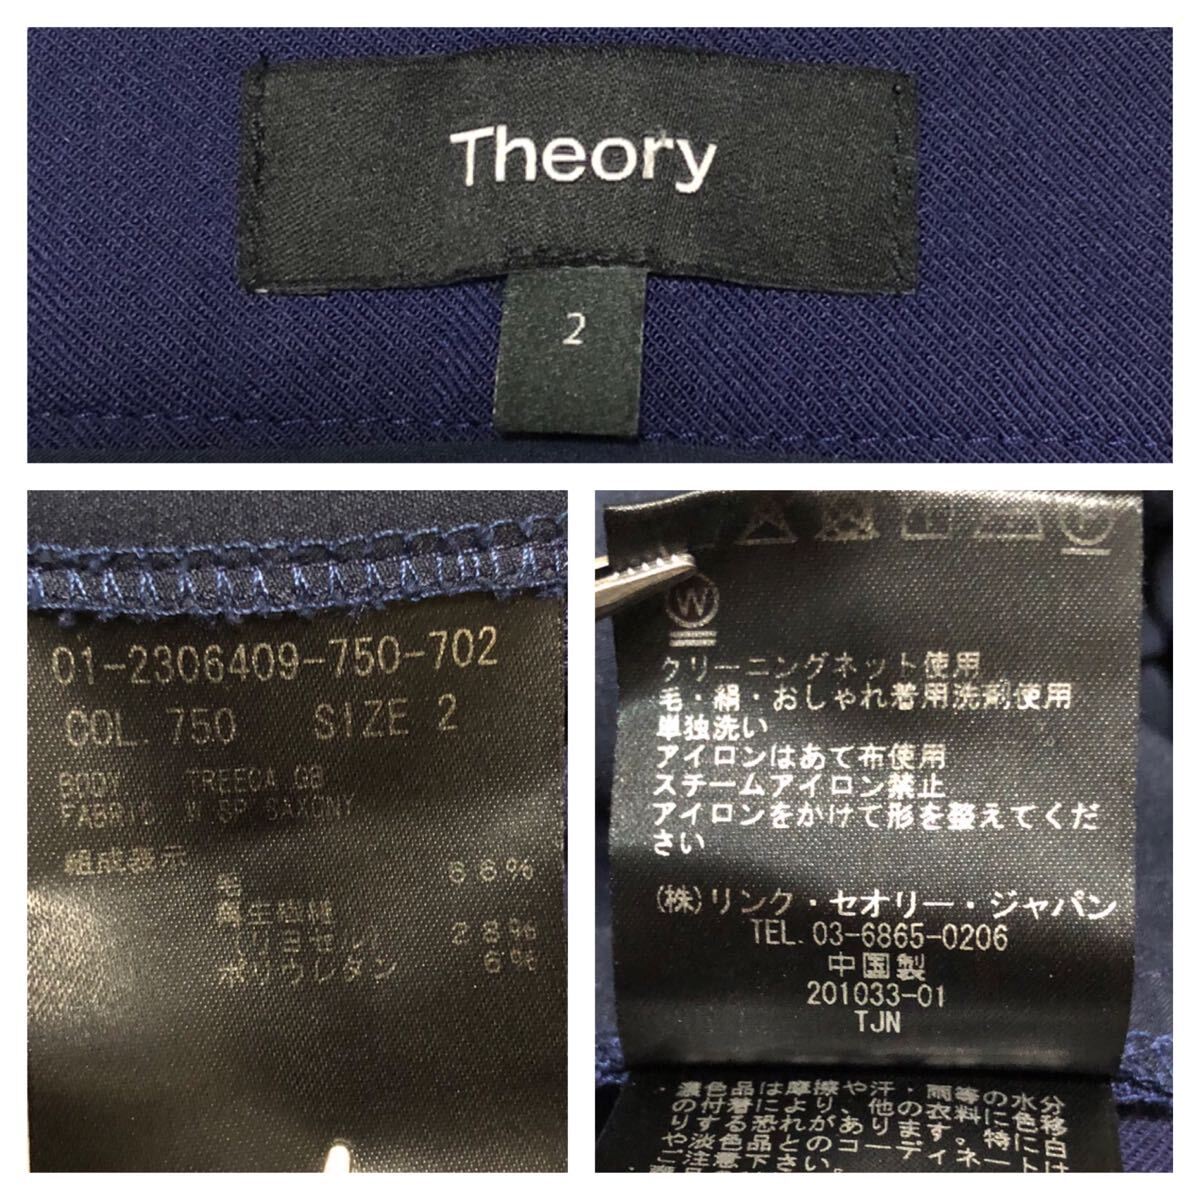 Theory
2
01-2306409-750-702
COL. 750 SIZE 2
BODY TREECA GB
FABRIC W SP SAXONY
組成表示
毛 66%
再生繊維
(リヨセル) 28%
ポリウレタン 6%
W
クリーニングネット使用
毛・絹・おしゃれ着用洗剤使用
単独洗い
アイロンはあて布使用
スチームアイロン禁止
アイロンをかけて形を整えてくだ
さい
(株)リンク・セオリー・ジャパン
TEL. 03-6865-0206
中国製
201033-01
TJN
濃色品は摩擦や汗・雨等の水分
の付着により、他の衣料に色移
りする恐れがあります。特に白
や淡色品とのコーディネートは
ご注意下さい。